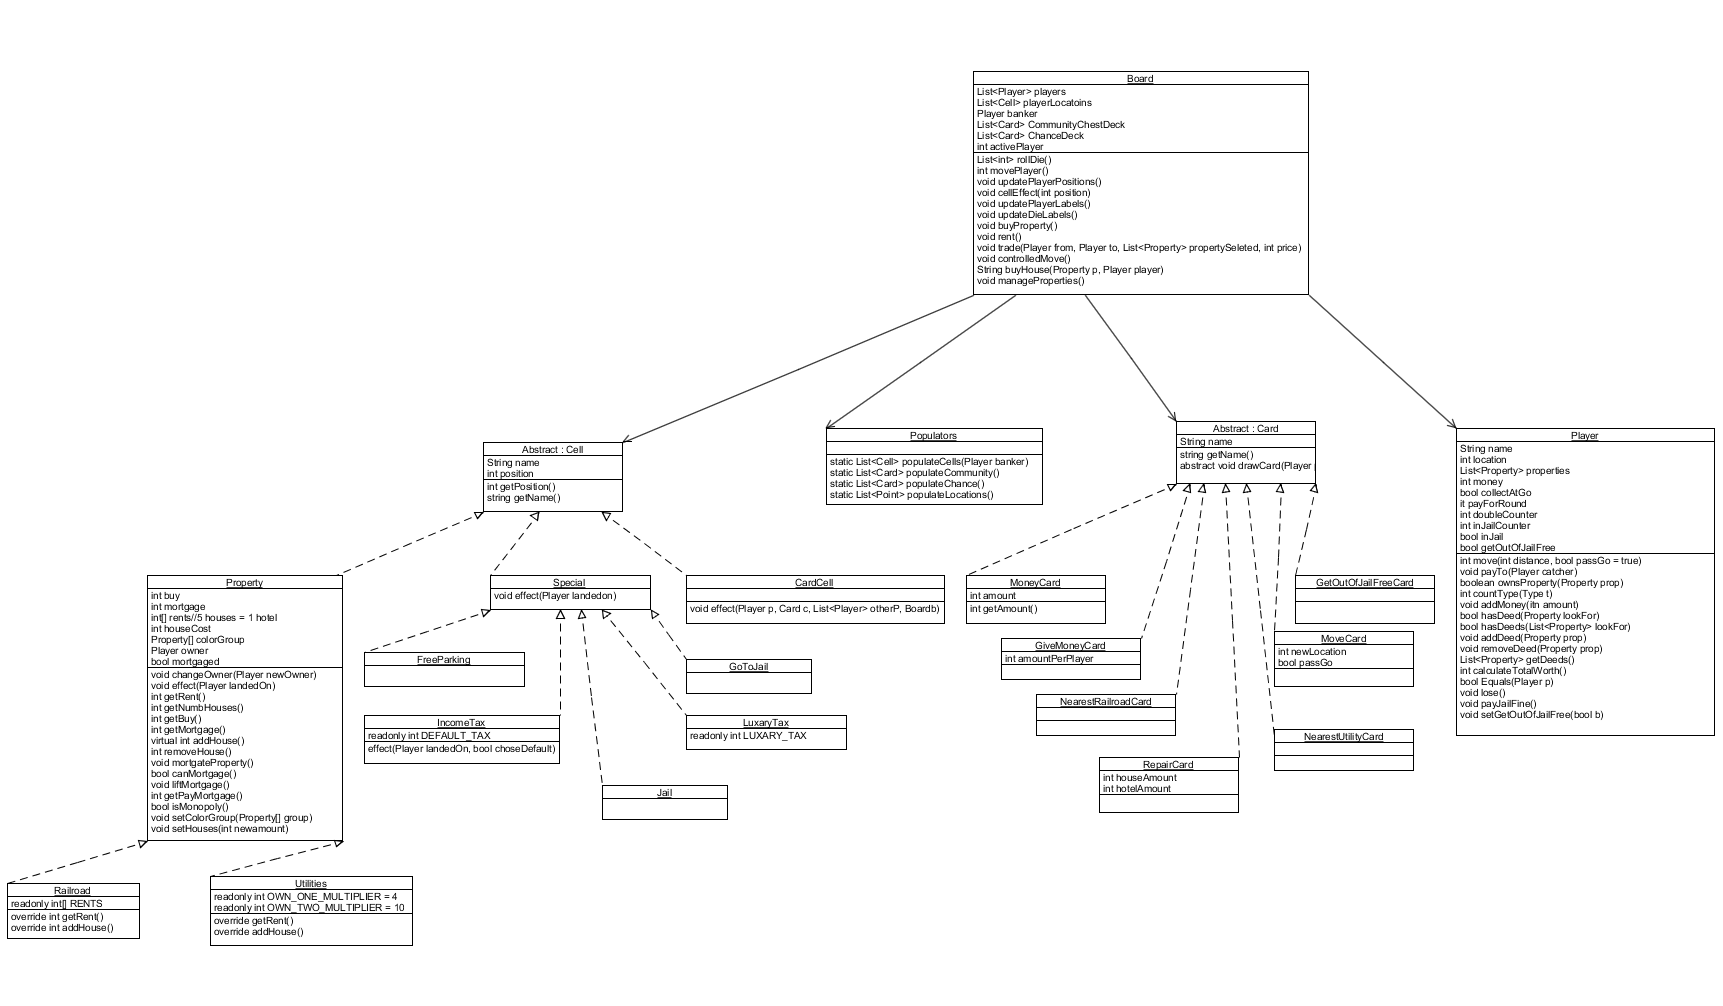 Board
List<Player> players
List<Cell> playerLocatoins
Player banker
List<Card> CommunityChestDeck
List<Card> ChanceDeck
int activePlayer
List<int> rollDie()
int movePlayer()
void updatePlayerPositions()
void cellEffect(int position)
void updatePlayerLabels()
void updateDieLabels()
void buyProperty()
void rent()
void trade(Player from, Player to, List<Property> propertySeleted, int price)
void controlledMove()
String buyHouse(Property p, Player player)
void manageProperties()
Abstract : Cell
String name
int position
int getPosition()
string getName()
Populators
static List<Cell> populateCells(Player banker)
static List<Card> populateCommunity()
static List<Card> populateChance()
static List<Point> populateLocations()
Abstract : Card
String name
string getName()
abstract void drawCard(Player
Player
String name
int location
List<Property> properties
int money
bool collectAtGo
it payForRound
int doubleCounter
int inJailCounter
bool inJail
bool getOutOfJailFree
int move(int distance, bool passGo = true)
void payTo(Player catcher)
boolean ownsProperty(Property prop)
int countType(Type t)
void addMoney(itn amount)
bool hasDeed(Property lookFor)
bool hasDeeds(List<Property> lookFor)
void addDeed(Property prop)
void removeDeed(Property prop)
List<Property> getDeeds()
int calculateTotalWorth()
bool Equals(Player p)
void lose()
void payJailFine()
void setGetOutOfJailFree(bool b)
Property
int buy
int mortgage
int[] rents//5 houses = 1 hotel
int houseCost
Property[] colorGroup
Player owner
bool mortgaged
void changeOwner(Player newOwner)
void effect(Player landedOn)
int getRent()
int getNumbHouses()
int getBuy()
int getMortgage()
virtual int addHouse()
int removeHouse()
void mortgateProperty()
bool canMortgage()
void liftMortgage()
int getPayMortgage()
bool isMonopoly()
void setColorGroup(Property[] group)
void setHouses(int newamount)
Special
void effect(Player landedon)
CardCell
void effect(Player p, Card c, List<Player> otherP, Boardb)
MoneyCard
int amount
int getAmount()
GetOutOfJailFreeCard
GiveMoneyCard
int amountPerPlayer
MoveCard
int newLocation
bool passGo
FreeParking
GoToJail
NearestRailroadCard
IncomeTax
readonly int DEFAULT_TAX
effect(Player landedOn, bool choseDefault)
LuxaryTax
readonly int LUXARY_TAX
NearestUtilityCard
RepairCard
int houseAmount
int hotelAmount
Jail
Railroad
readonly int[] RENTS
override int getRent()
override int addHouse()
Utilities
readonly int OWN_ONE_MULTIPLIER = 4
readonly int OWN_TWO_MULTIPLIER = 10
override getRent()
override addHouse()